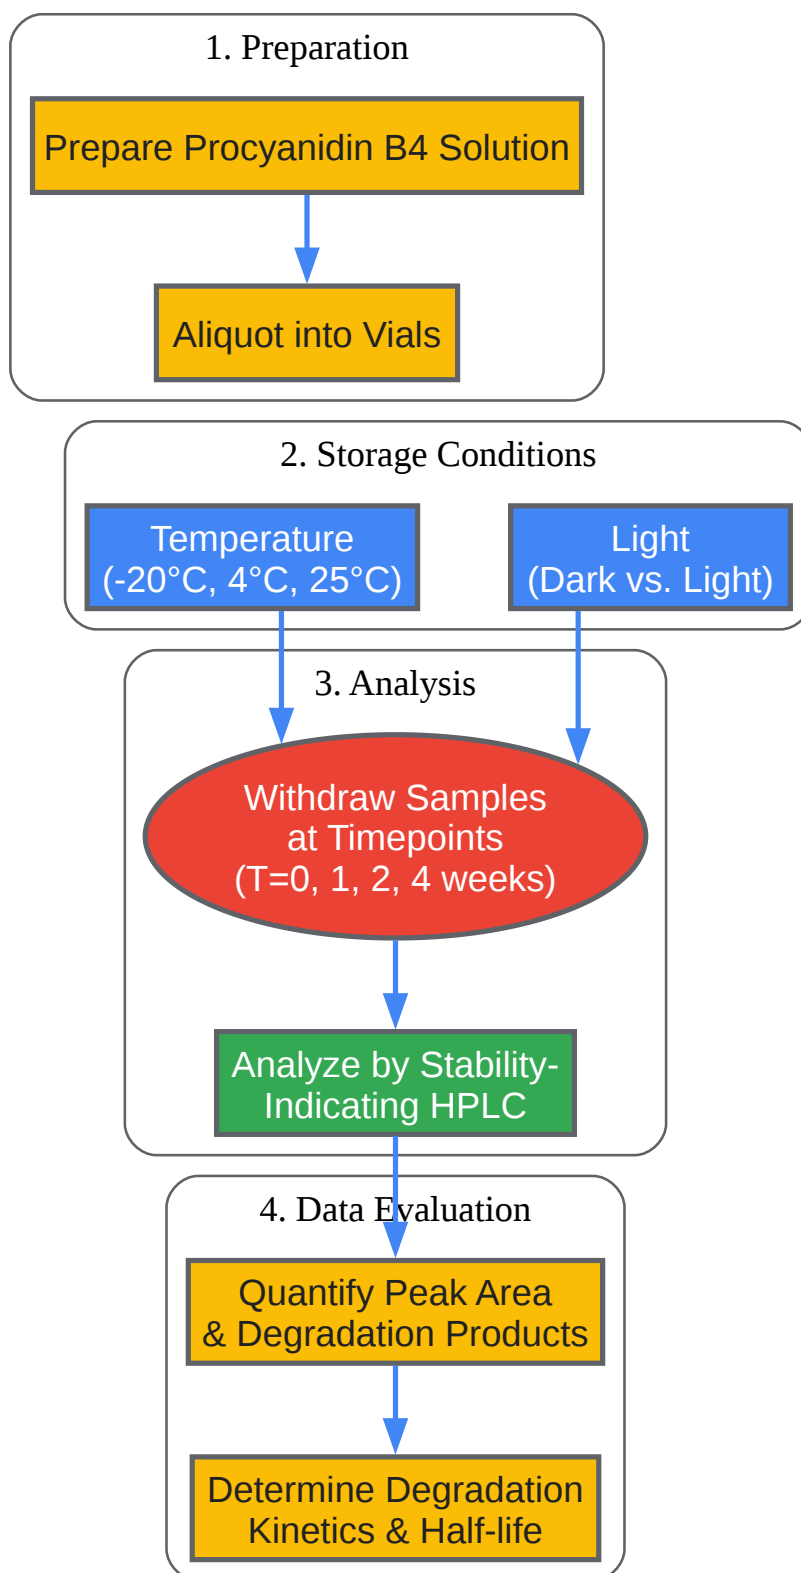 1. Preparation
Prepare Procyanidin B4 Solution
Aliquot into Vials
2. Storage Conditions
Temperature
(-20°C, 4°C, 25°C)
Light
(Dark vs. Light)
3. Analysis
Withdraw Samples
at Timepoints
(T=0, 1, 2, 4 weeks)
Analyze by Stability-
Indicating HPLC
4. Data Evaluation
Quantify Peak Area
& Degradation Products
Determine Degradation
Kinetics & Half-life